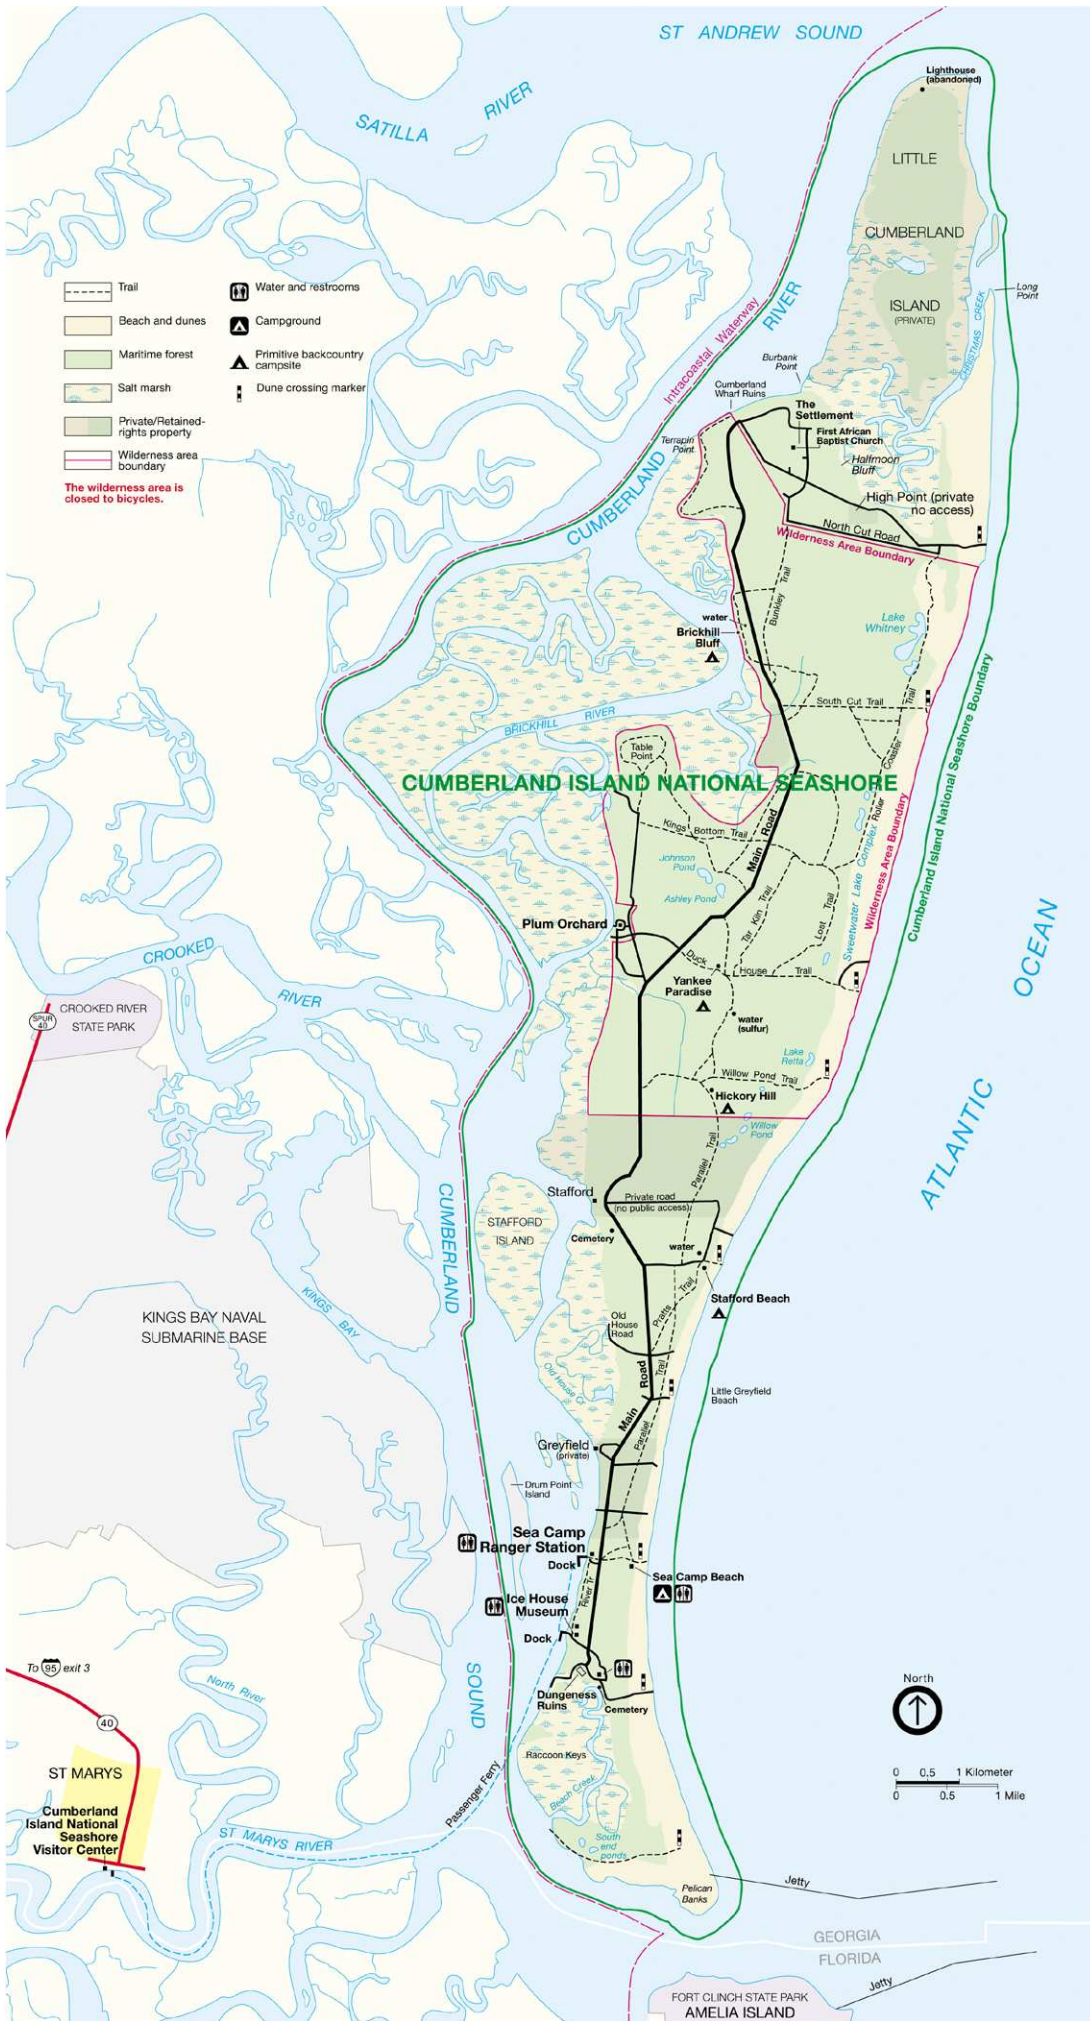 ST ANDREW SOUND
SATILLA RIVER
Lighthouse
(abandoned)
LITTLE
CUMBERLAND
ISLAND
(PRIVATE)
Long
Point
CHRISTMAS CREEK
Trail
Beach and dunes
Maritime forest
Salt marsh
Private/Retained-
rights property
Wilderness area
boundary
The wilderness area is
closed to bicycles.
Water and restrooms
Campground
Primitive backcountry
campsite
Dune crossing marker
Intracoastal Waterway
CUMBERLAND RIVER
Burbank
Point
Cumberland
Wharf Ruins
The
Settlement
First African
Baptist Church
Terrapin
Point
Halfmoon
Bluff
High Point (private
no access)
North Cut Road
Wilderness Area Boundary
Bunkley Trail
water
Brickhill
Bluff
Lake
Whitney
South Cut Trail
BRICKHILL RIVER
Table
Point
Roller Coaster Trail
CUMBERLAND ISLAND NATIONAL SEASHORE
Cumberland Island National Seashore Boundary
Kings Bottom Trail
Main Road
Johnson
Pond
Ashley Pond
Sweetwater Lake Complex
Wilderness Area Boundary
Tar Kiln Trail
Lost Trail
Plum Orchard
Duck House Trail
Yankee
Paradise
water
(sulfur)
Lake
Retta
Willow Pond Trail
Hickory Hill
Willow
Pond
ATLANTIC OCEAN
CROOKED RIVER
CROOKED RIVER
STATE PARK
SPUR
40
Parallel Trail
Stafford
Private road
(no public access)
STAFFORD
ISLAND
Cemetery
water
Stafford Beach
CUMBERLAND SOUND
KINGS BAY NAVAL
SUBMARINE BASE
KINGS BAY
Old
House
Road
Pratts Trail
Old House Cr
Main Road
Parallel Trail
Little Greyfield
Beach
Greyfield
(private)
Drum Point
Island
Sea Camp
Ranger Station
Dock
Sea Camp Beach
River Tr
Ice House
Museum
Dock
Dungeness
Ruins
Cemetery
To 95 exit 3
40
North River
ST MARYS
Cumberland
Island National
Seashore
Visitor Center
ST MARYS RIVER
Passenger Ferry
Raccoon Keys
Beach Creek
South
end
ponds
Pelican
Banks
North
0 0.5 1 Kilometer
0 0.5 1 Mile
Jetty
GEORGIA
FLORIDA
Jetty
FORT CLINCH STATE PARK
AMELIA ISLAND